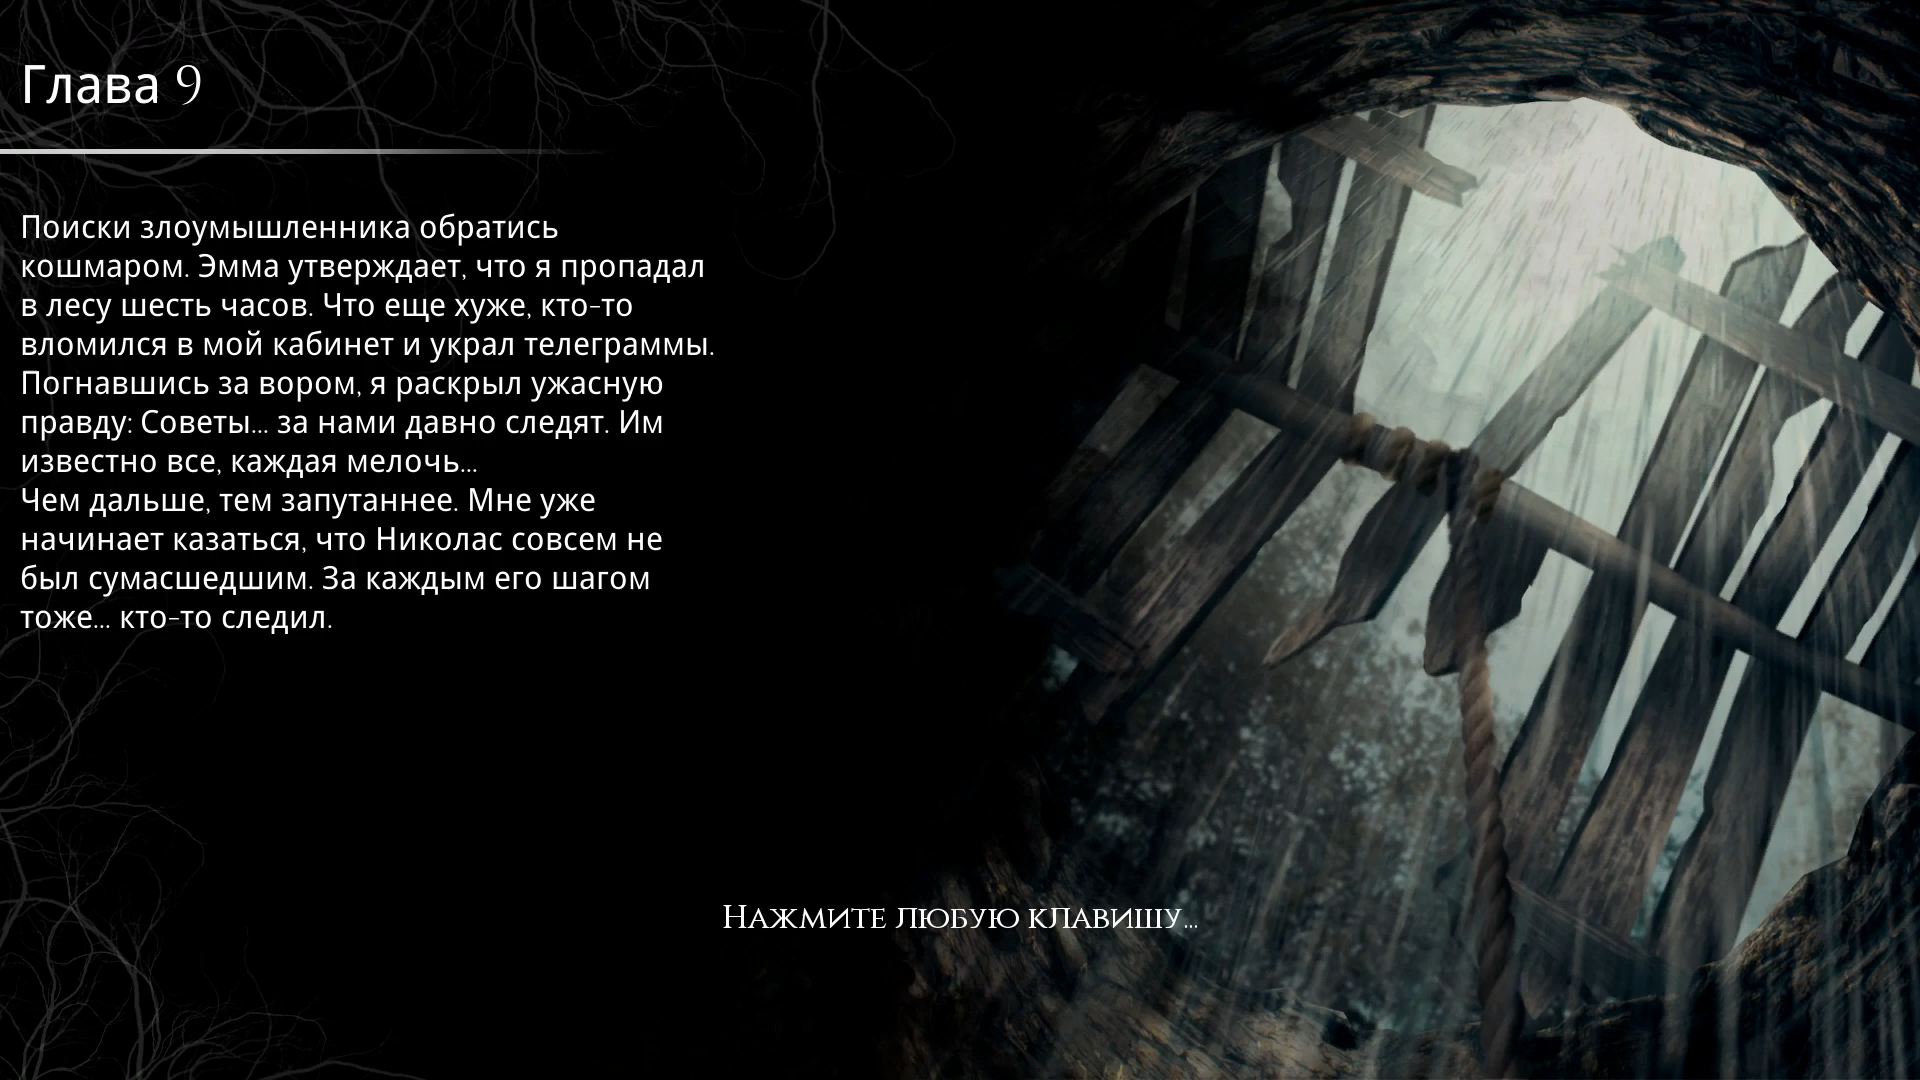 Глава 9
Поиски злоумышленника обратись
кошмаром. Эмма утверждает, что я пропадал
в лесу шесть часов. Что еще хуже, кто-то
вломился в мой кабинет и украл телеграммы.
Погнавшись за вором, я раскрыл ужасную
правду: Советы... за нами давно следят. Им
известно все, каждая мелочь...
Чем дальше, тем запутаннее. Мне уже
начинает казаться, что Николас совсем не
был сумасшедшим. За каждым его шагом
тоже... кто-то следил.
Нажмите любую клавишу...